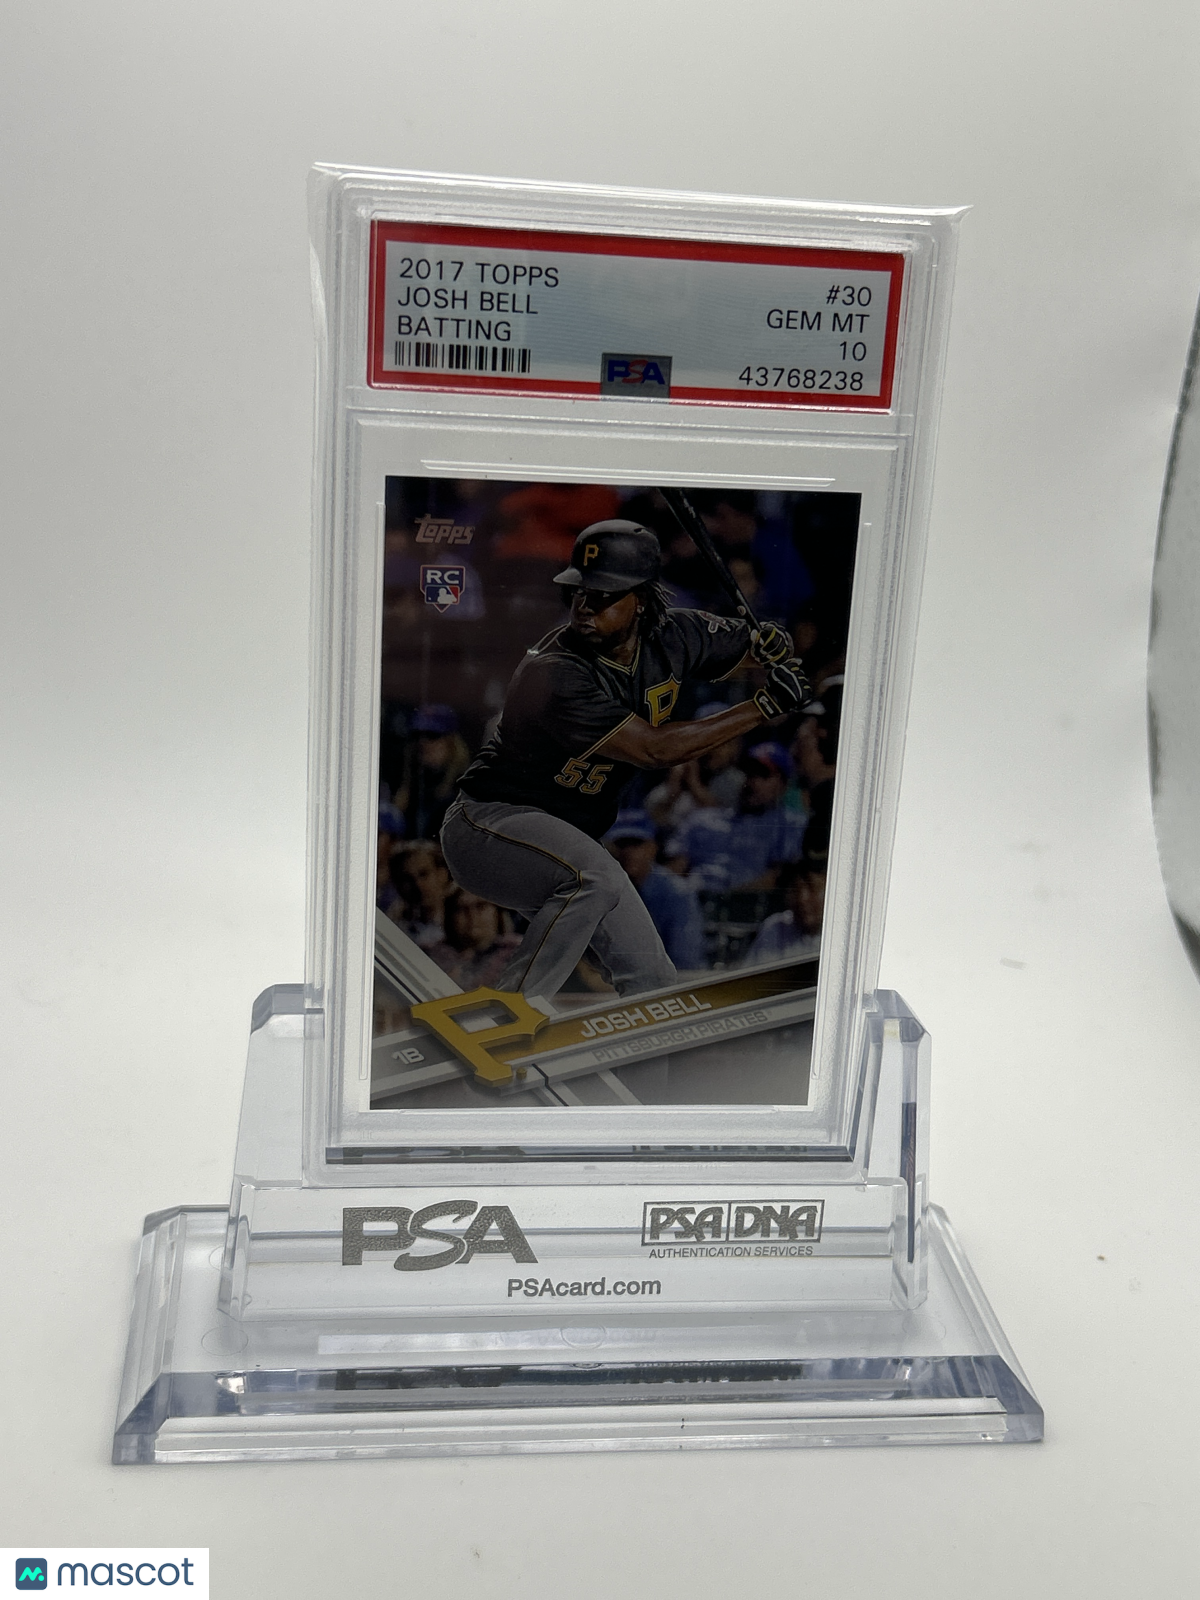 2017 TOPPS
JOSH BELL
BATTING
#30
GEM MT
10
43768238
PSA
Topps
RC
P
P
55
JOSH BELL
PITTSBURGH PIRATES
1B
P
PSA
PSA DNA
AUTHENTICATION SERVICES
PSAcard.com
mascot